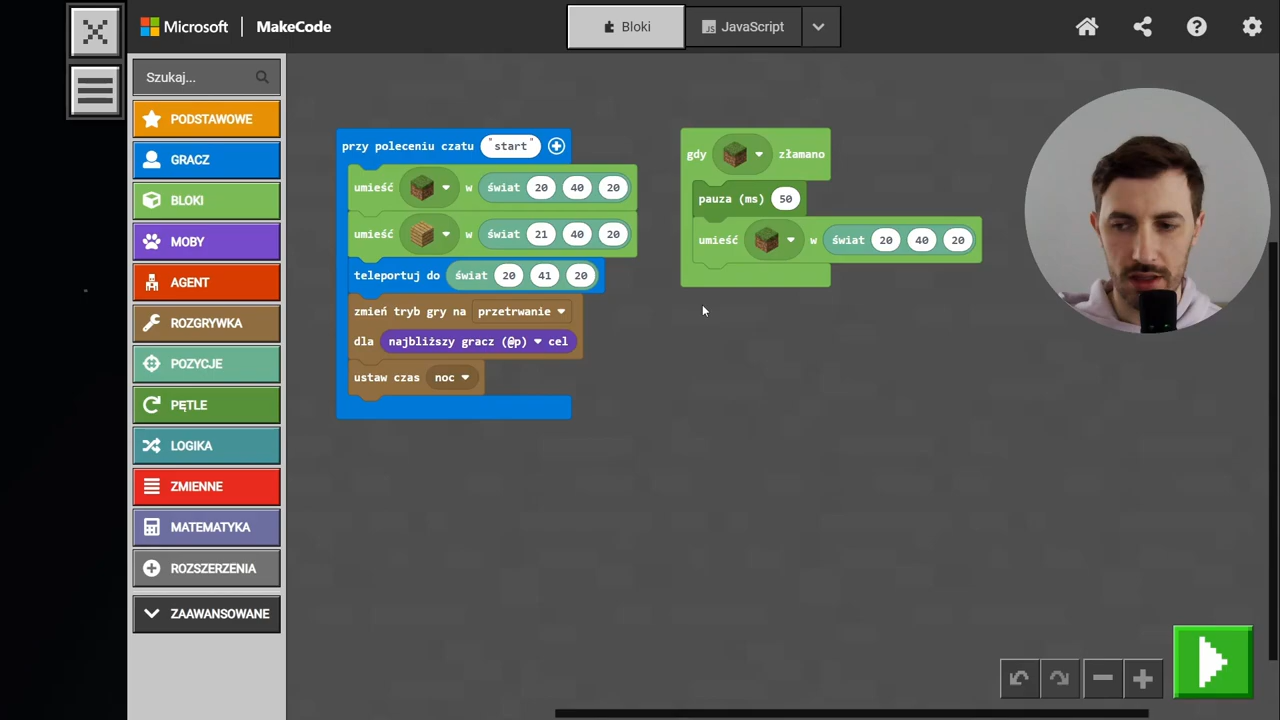 Microsoft
MakeCode
Bloki
JavaScript
Szukaj...
PODSTAWOWE
GRACZ
BLOKI
MOBY
AGENT
ROZGRYWKA
POZYCJE
PĘTLE
LOGIKA
ZMIENNE
MATEMATYKA
ROZSZERZENIA
ZAAWANSOWANE
przy poleceniu czatu "start"
umieść w świat 20 40 20
umieść w świat 21 40 20
teleportuj do świat 20 41 20
zmień tryb gry na przetrwanie
dla najbliższy gracz (@p) cel
ustaw czas noc
gdy złamano
pauza (ms) 50
umieść w świat 20 40 20